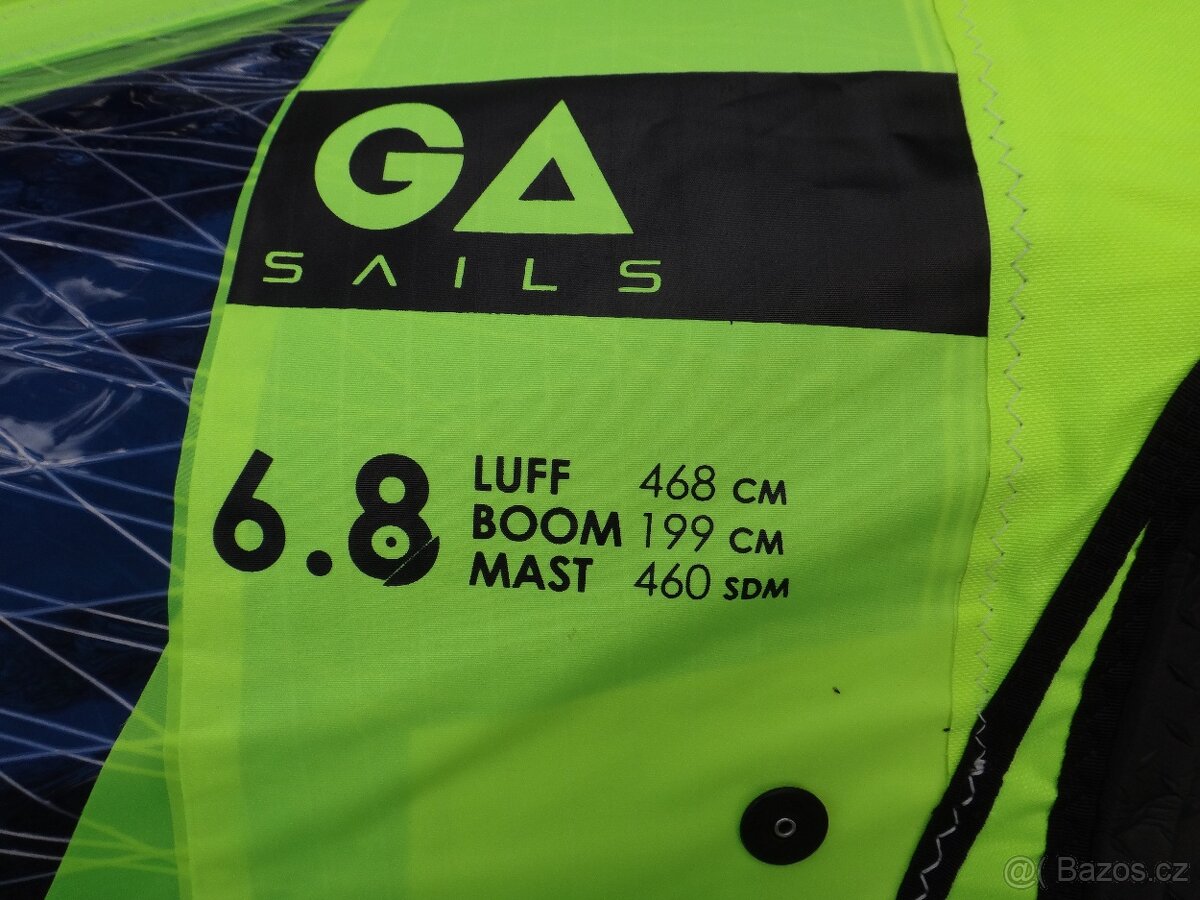 GA
SAILS
6.8
LUFF 468 CM
BOOM 199 CM
MAST 460 SDM
@( Bazos.cz